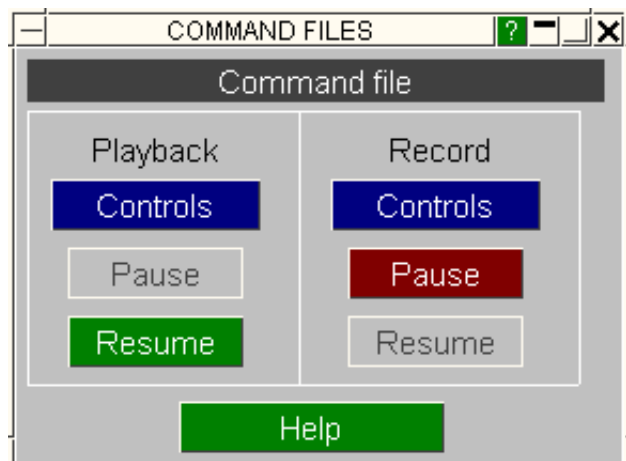 COMMAND FILES ?
Command file
Playback Record
Controls Controls
Pause Pause
Resume Resume
Help